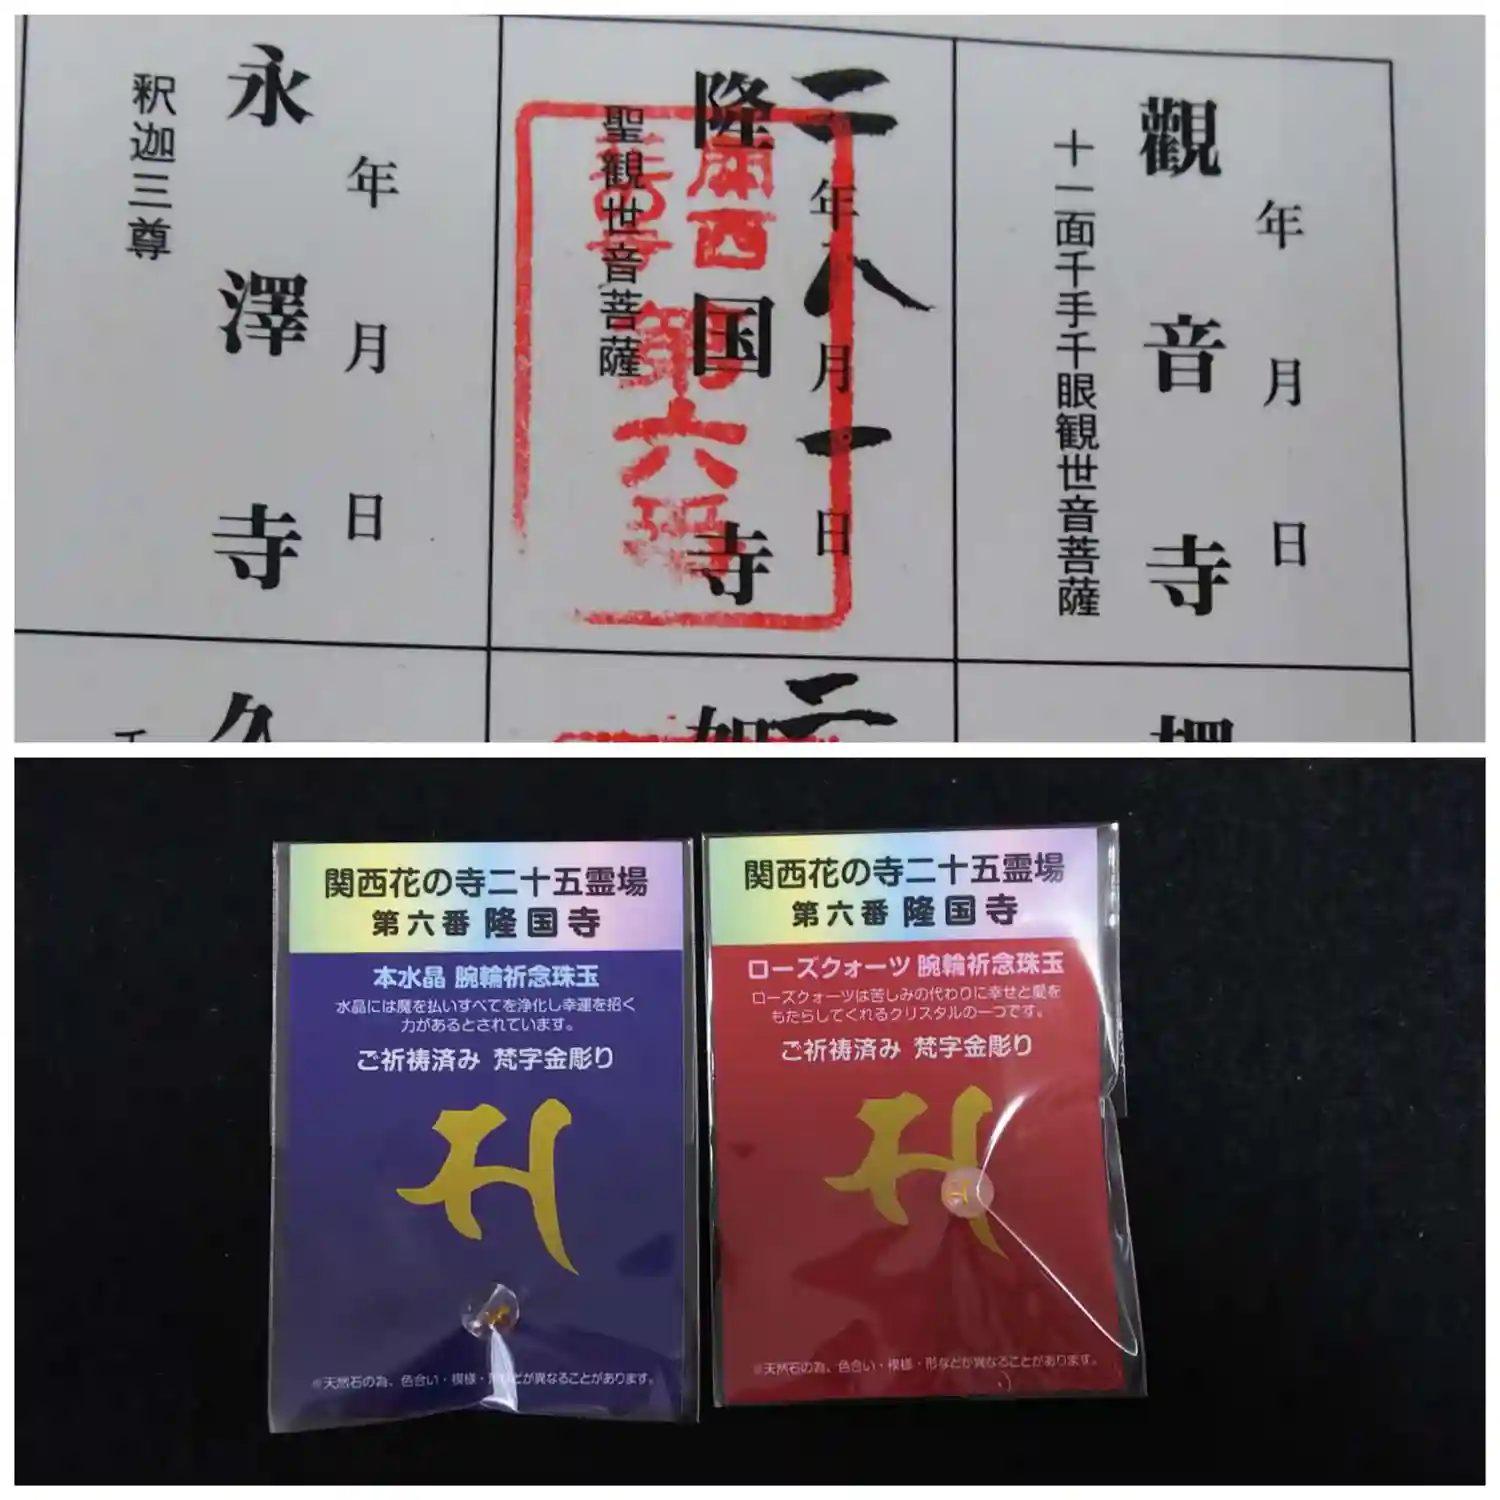 觀音寺
年 月 日
十一面千手千眼観世音菩薩
二年八月一日
隆国寺
聖観世音菩薩
関西
花の寺
第六番
年 月 日
永澤寺
釈迦三尊
二
久
千
関西花の寺二十五霊場
第六番 隆国寺
本水晶 腕輪祈念珠玉
水晶には魔を払いすべてを浄化し幸運を招く
力があるとされています。
ご祈祷済み 梵字金彫り
※天然石の為、色合い・模様・形などが異なることがあります。
関西花の寺二十五霊場
第六番 隆国寺
ローズクォーツ 腕輪祈念珠玉
ローズクォーツは苦しみの代わりに幸せと愛を
もたらしてくれるクリスタルの一つです。
ご祈祷済み 梵字金彫り
※天然石の為、色合い・模様・形などが異なることがあります。